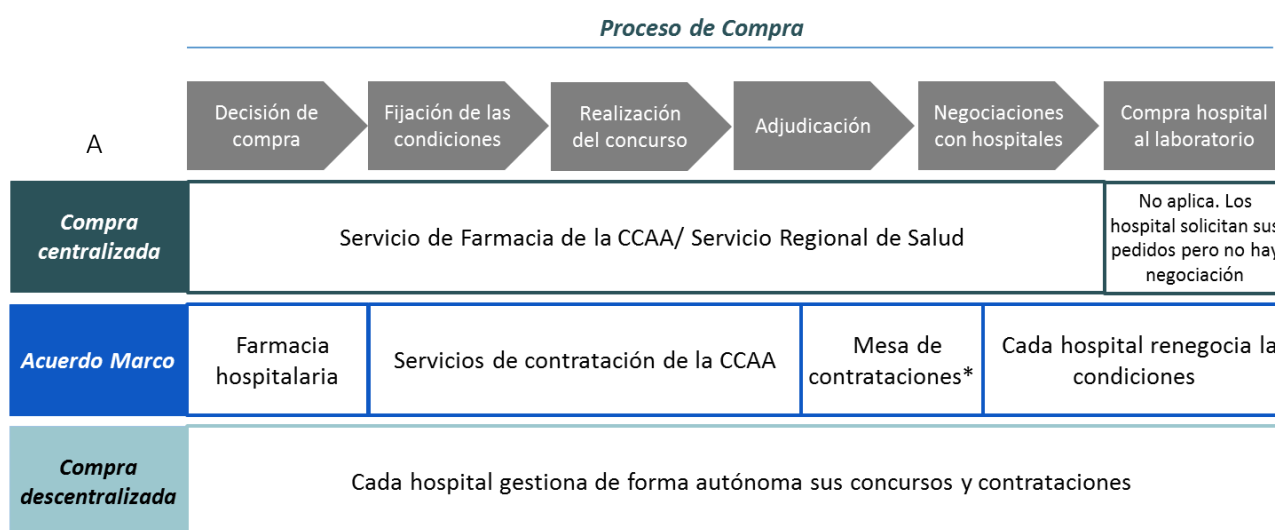 Proceso de Compra
Decisión de
compra
Fijación de las
condiciones
Realización
del concurso
Adjudicación
Negociaciones
con hospitales
Compra hospital
al laboratorio
A
Compra
centralizada
Servicio de Farmacia de la CCAA/ Servicio Regional de Salud
No aplica. Los
hospital solicitan sus
pedidos pero no hay
negociación
Acuerdo Marco
Farmacia
hospitalaria
Servicios de contratación de la CCAA
Mesa de
contrataciones*
Cada hospital renegocia la
condiciones
Compra
descentralizada
Cada hospital gestiona de forma autónoma sus concursos y contrataciones